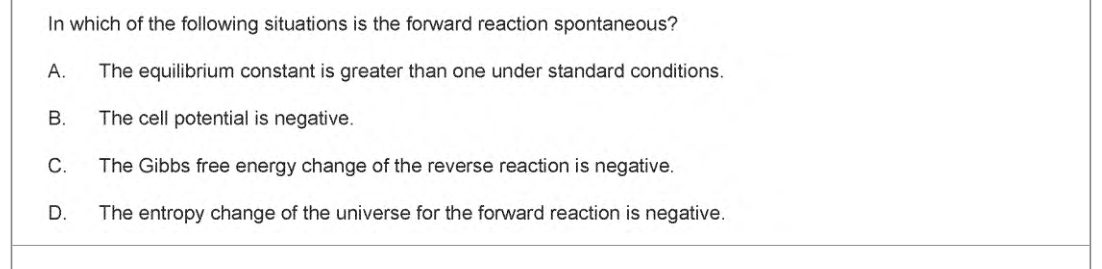 In which of the following situations is the forward reaction spontaneous?
A. The equilibrium constant is greater than one under standard conditions.
B. The cell potential is negative.
C. The Gibbs free energy change of the reverse reaction is negative.
D. The entropy change of the universe for the forward reaction is negative.